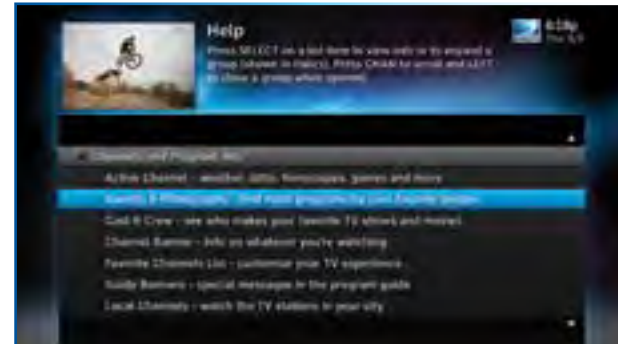 Help
Press SELECT on a list item to view info or to expand a
group (shown in italics). Press CHAN to scroll and LEFT
to close a group when opened.
6:18p
Channels and Program Info
Active Channel - weather, lotto, horoscopes, games and more
- find more programs by your favorite
Cast & Crew - see who makes your favorite TV shows and movies
Channel Banner - info on whatever you're watching
Favorite Channels List - customize your TV experience
Guide Banners - special messages in the program guide
Local Channels - watch the TV stations in your city